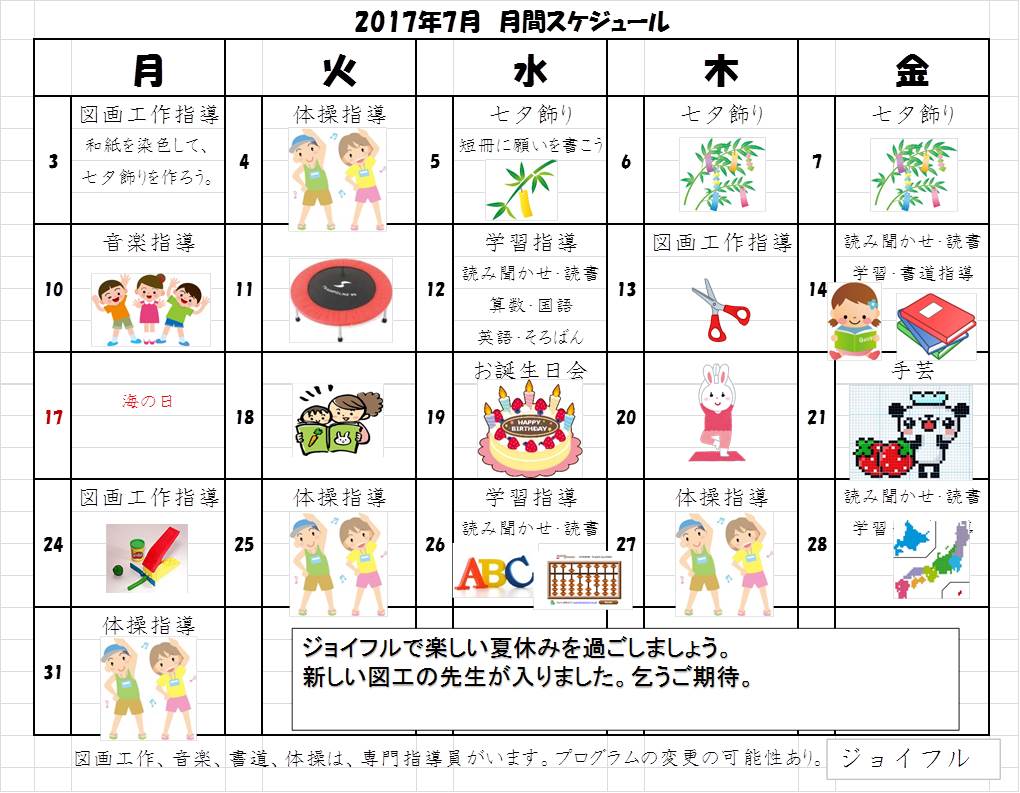 2017年7月 月間スケジュール
月 火 水 木 金
3 図画工作指導
和紙を染色して、
七夕飾りを作ろう。
4 体操指導
5 七夕飾り
短冊に願いを書こう
6 七夕飾り
7 七夕飾り
10 音楽指導
11
12 学習指導
読み聞かせ・読書
算数・国語
英語・そろばん
13 図画工作指導
14 読み聞かせ・読書
学習・書道指導
17 海の日
18
19 お誕生日会
HAPPY
BIRTHDAY
20
21 手芸
24 図画工作指導
25 体操指導
26 学習指導
読み聞かせ・読書
ABC
27 体操指導
28 読み聞かせ・読書
学習
31 体操指導
ジョイフルで楽しい夏休みを過ごしましょう。
新しい図工の先生が入りました。乞うご期待。
図画工作、音楽、書道、体操は、専門指導員がいます。プログラムの変更の可能性あり。
ジョイフル